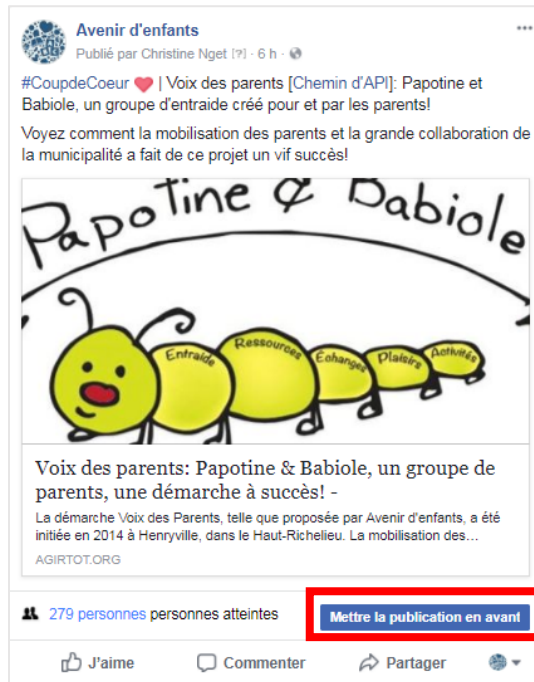 Avenir d'enfants
Publié par Christine Nget [?] · 6 h ·
#CoupdeCoeur ❤ | Voix des parents [Chemin d'API]: Papotine et
Babiole, un groupe d'entraide créé pour et par les parents!
Voyez comment la mobilisation des parents et la grande collaboration de
la municipalité a fait de ce projet un vif succès!
Papotine & Babiole
Entraide Ressources Échanges Plaisirs Activités
Voix des parents: Papotine & Babiole, un groupe de
parents, une démarche à succès! -
La démarche Voix des Parents, telle que proposée par Avenir d'enfants, a été
initiée en 2014 à Henryville, dans le Haut-Richelieu. La mobilisation des...
AGIRTOT.ORG
279 personnes personnes atteintes
Mettre la publication en avant
J'aime Commenter Partager